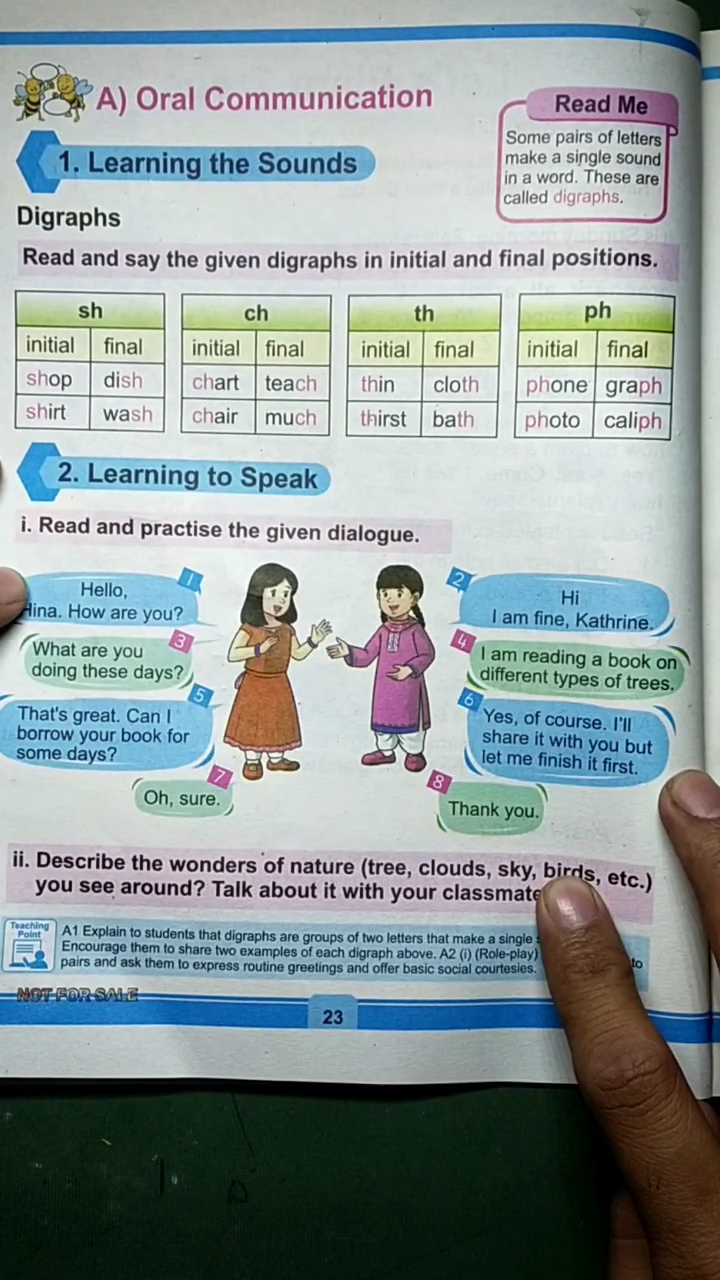 A) Oral Communication
Read Me
Some pairs of letters
make a single sound
in a word. These are
called digraphs.
1. Learning the Sounds
Digraphs
Read and say the given digraphs in initial and final positions.
sh
initial final
shop dish
shirt wash
ch
initial final
chart teach
chair much
th
initial final
thin cloth
thirst bath
ph
initial final
phone graph
photo caliph
2. Learning to Speak
i. Read and practise the given dialogue.
1
Hello,
Hina. How are you?
2
Hi
I am fine, Kathrine.
3
What are you
doing these days?
4
I am reading a book on
different types of trees.
5
That's great. Can I
borrow your book for
some days?
6
Yes, of course. I'll
share it with you but
let me finish it first.
7
Oh, sure.
8
Thank you.
ii. Describe the wonders of nature (tree, clouds, sky, birds, etc.)
you see around? Talk about it with your classmate
Teaching
Point
A1 Explain to students that digraphs are groups of two letters that make a single
Encourage them to share two examples of each digraph above. A2 (i) (Role-play) to
pairs and ask them to express routine greetings and offer basic social courtesies.
NOT FOR SALE
23